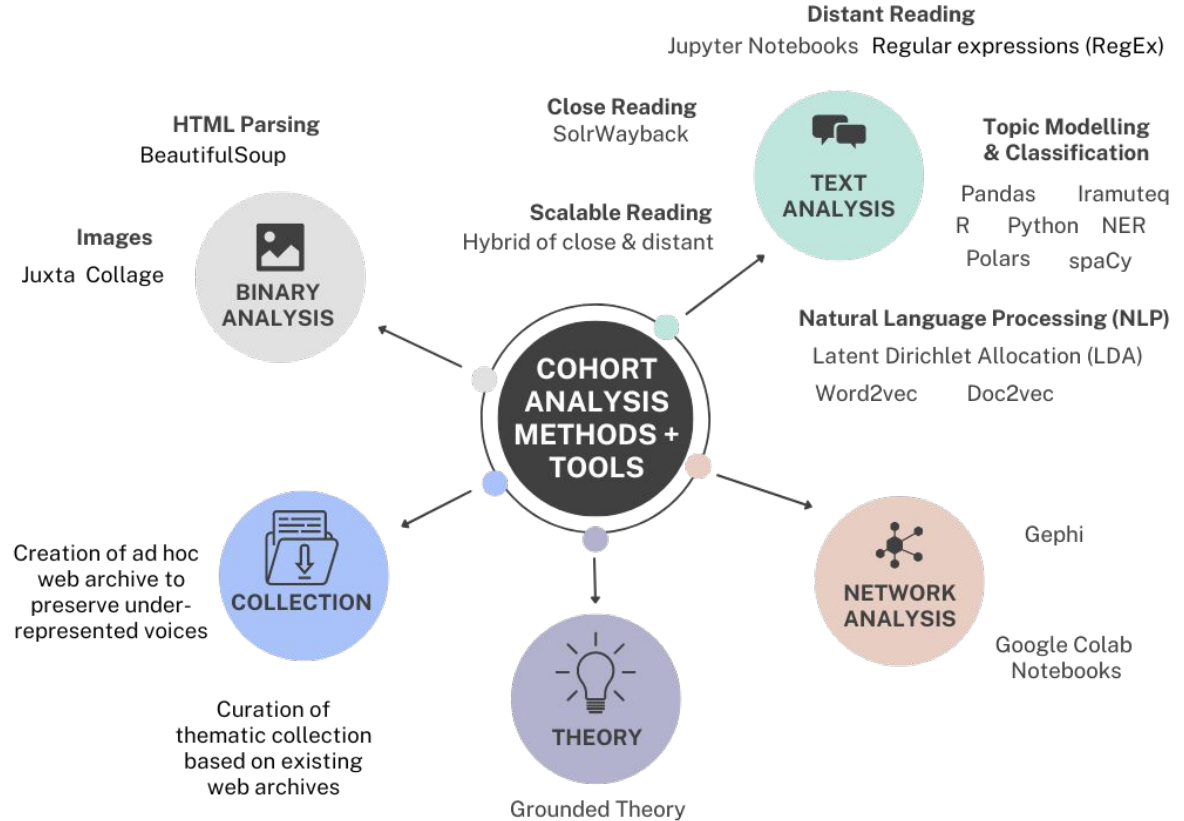 Distant Reading
Jupyter Notebooks Regular expressions (RegEx)
Close Reading
SolrWayback
Scalable Reading
Hybrid of close & distant
TEXT
ANALYSIS
Topic Modelling
& Classification
Pandas Iramuteq
R Python NER
Polars spaCy
Natural Language Processing (NLP)
Latent Dirichlet Allocation (LDA)
Word2vec Doc2vec
HTML Parsing
BeautifulSoup
Images
Juxta Collage
BINARY
ANALYSIS
COHORT
ANALYSIS
METHODS +
TOOLS
Creation of ad hoc
web archive to
preserve under-
represented voices
COLLECTION
Curation of
thematic collection
based on existing
web archives
THEORY
Grounded Theory
NETWORK
ANALYSIS
Gephi
Google Colab
Notebooks